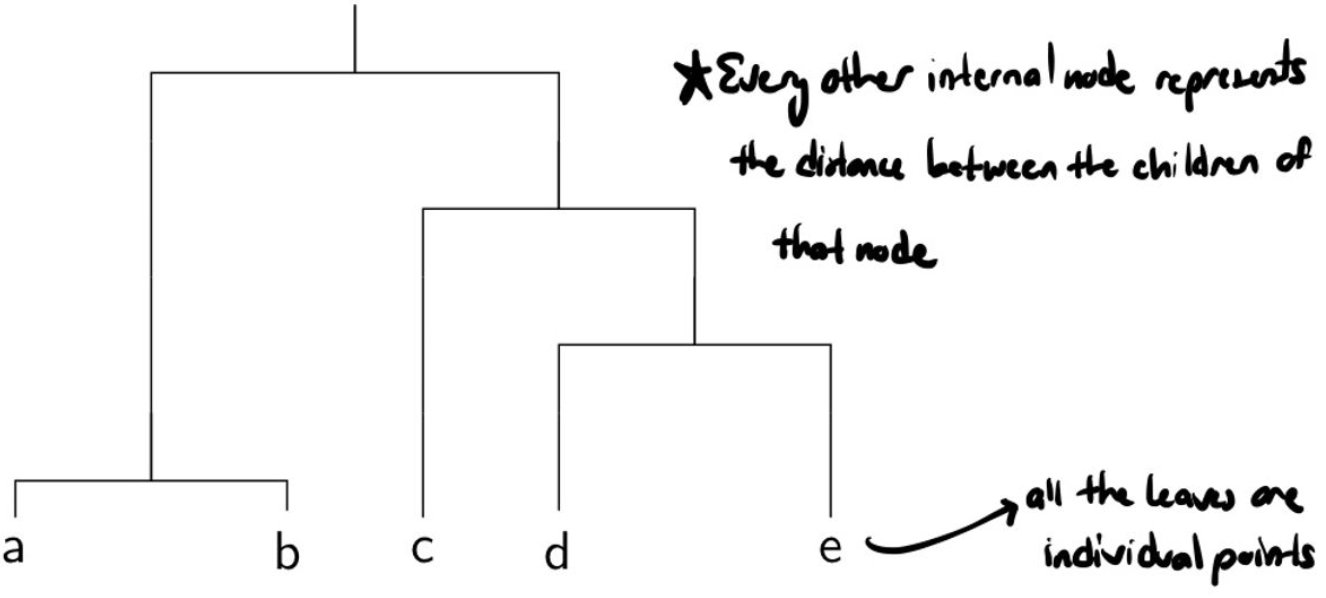 ★ Every other internal node represents
the distance between the children of
that node
a b c d e
all the leaves are
individual points